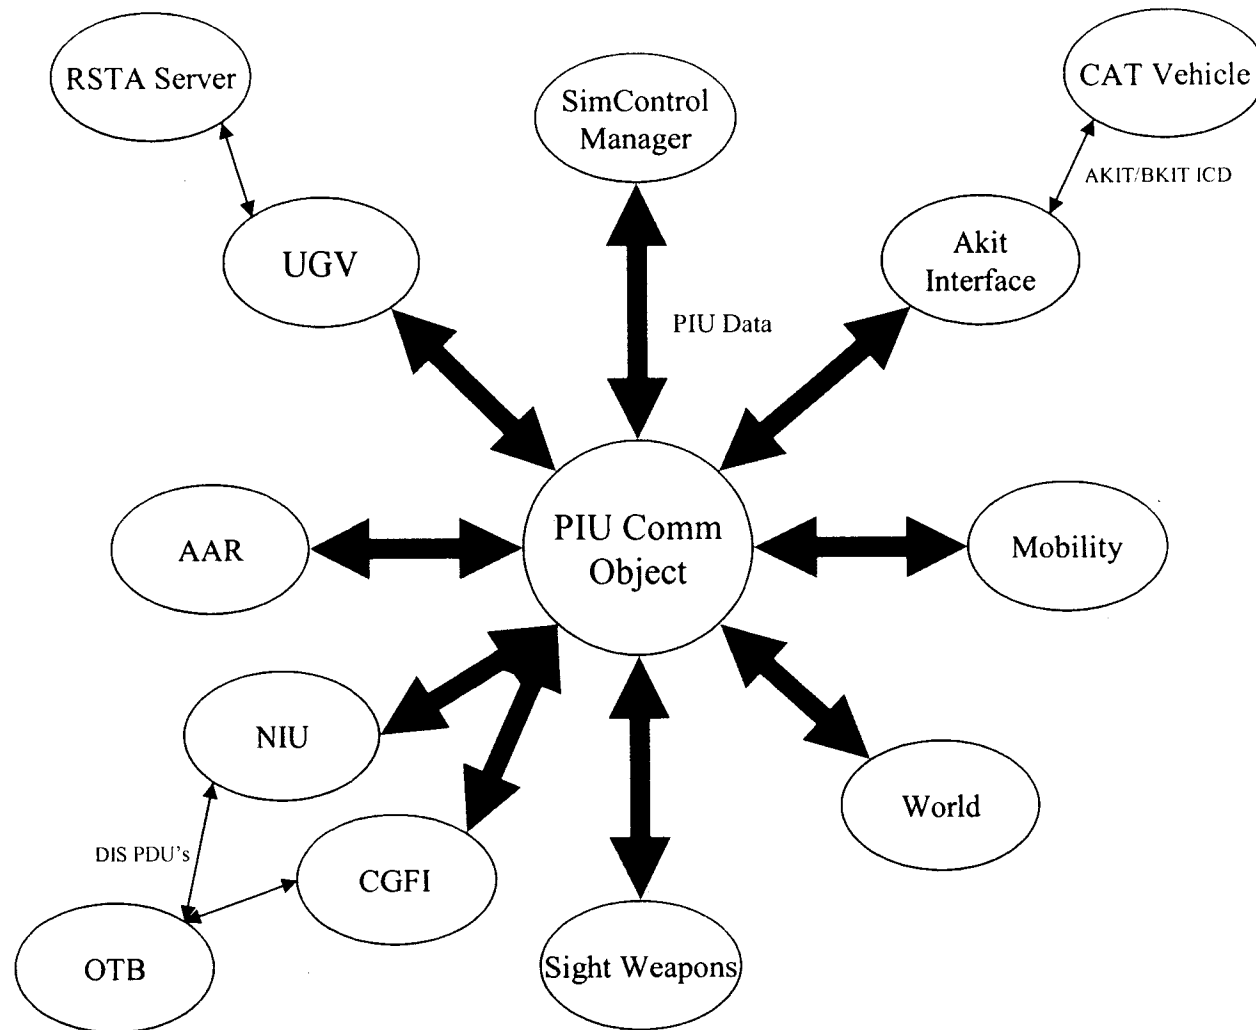 RSTA Server
SimControl
Manager
CAT Vehicle
AKIT/BKIT ICD
UGV
Akit
Interface
PIU Data
PIU Comm
Object
AAR
Mobility
NIU
World
DIS PDU's
CGFI
OTB
Sight Weapons